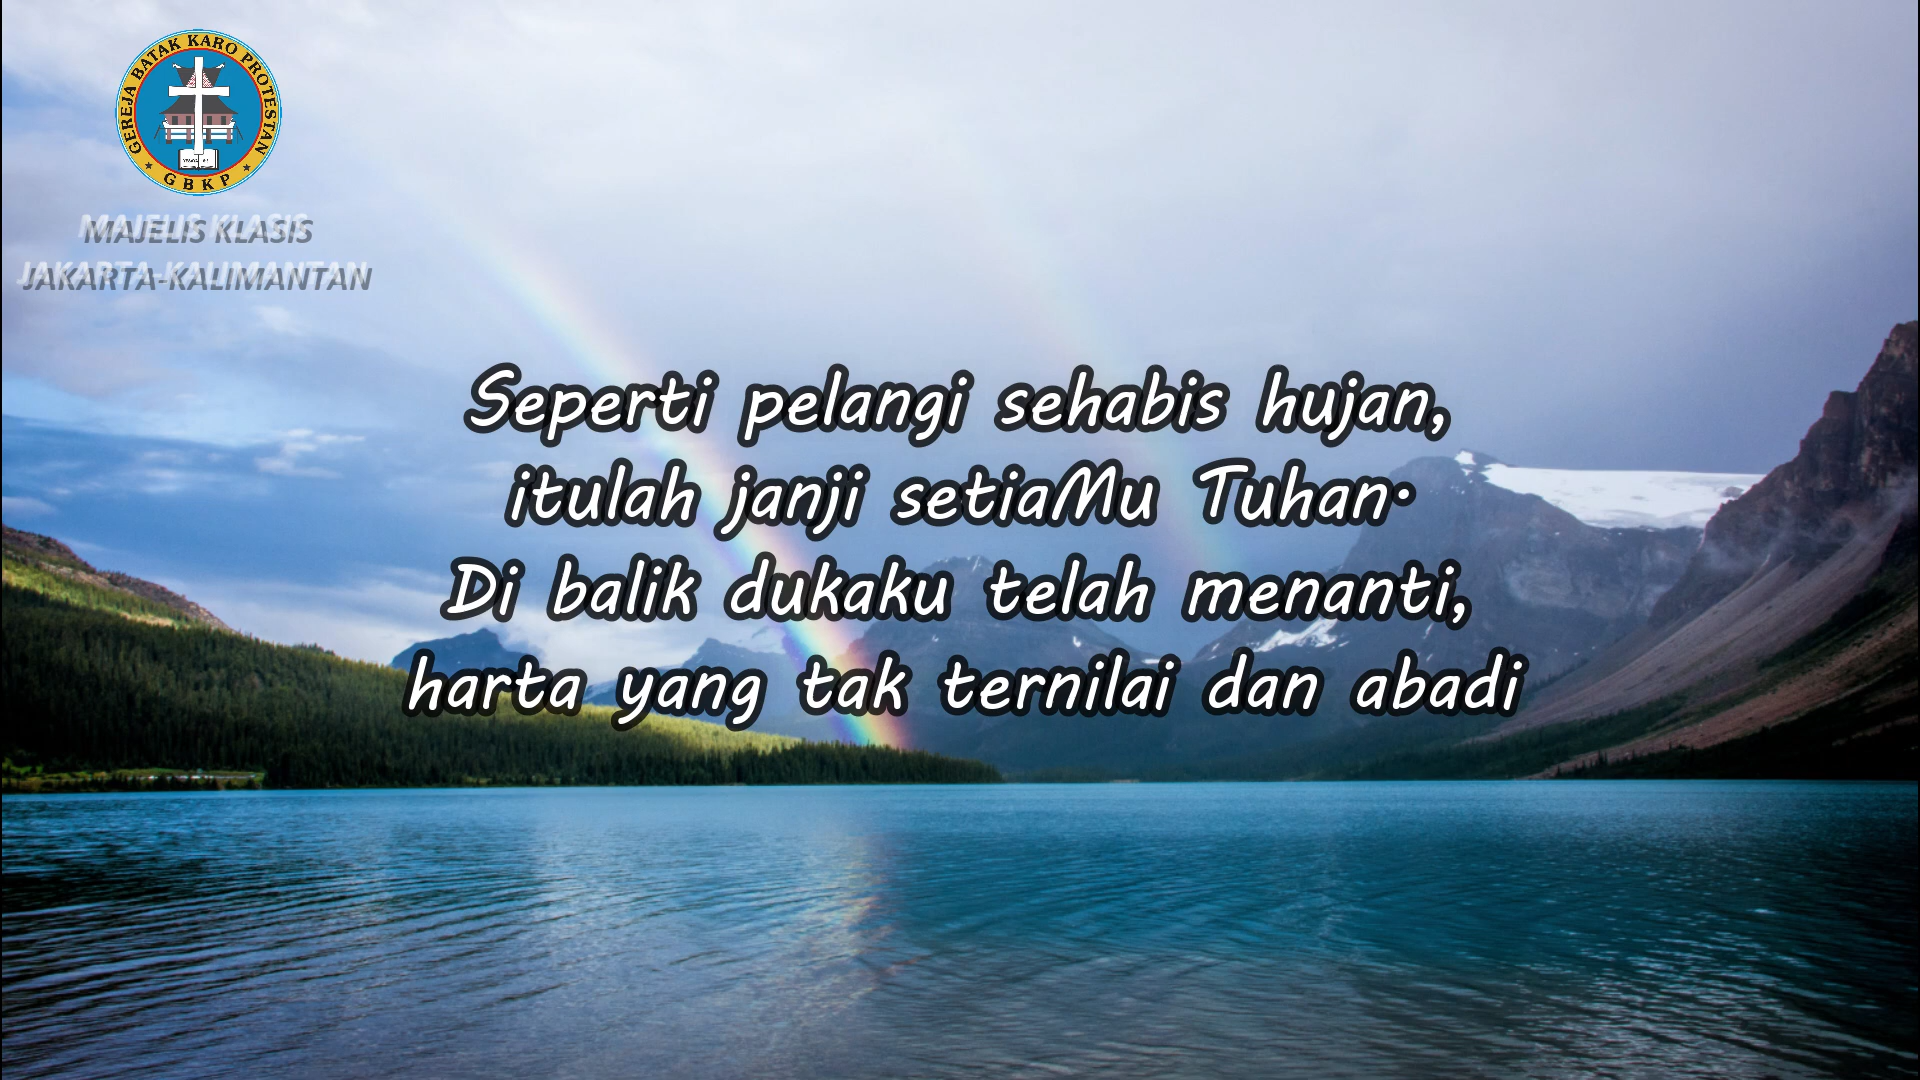 GEREJA BATAK KARO PROTESTAN
GBKP
MAJELIS KLASIS
JAKARTA-KALIMANTAN
Seperti pelangi sehabis hujan,
itulah janji setiaMu Tuhan.
Di balik dukaku telah menanti,
harta yang tak ternilai dan abadi